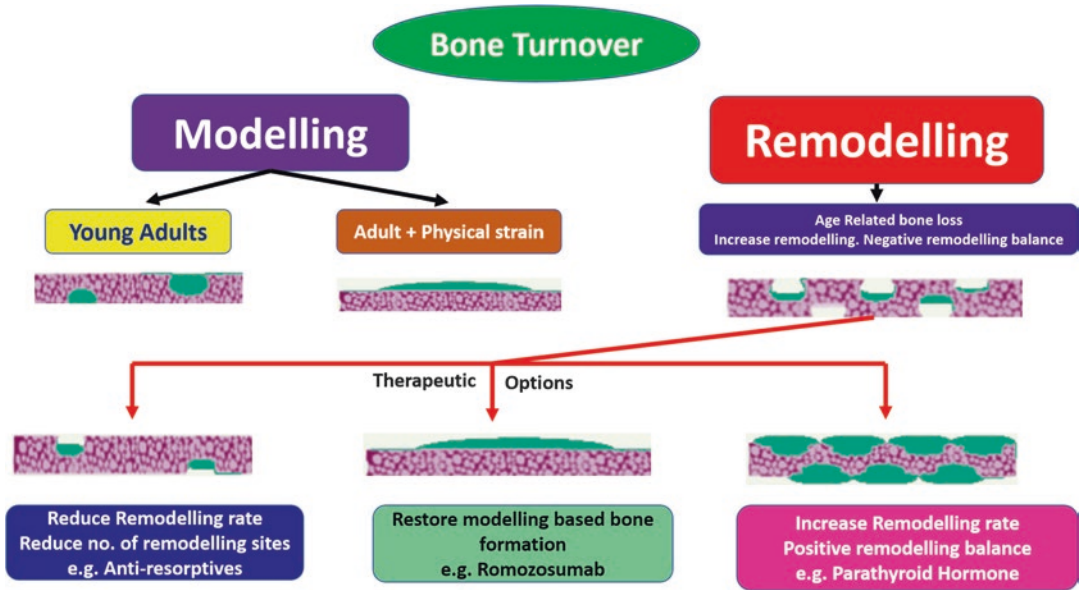 Bone Turnover
Modelling
Remodelling
Young Adults
Adult + Physical strain
Age Related bone loss
Increase remodelling. Negative remodelling balance
Therapeutic Options
Reduce Remodelling rate
Reduce no. of remodelling sites
e.g. Anti-resorptives
Restore modelling based bone
formation
e.g. Romozosumab
Increase Remodelling rate
Positive remodelling balance
e.g. Parathyroid Hormone